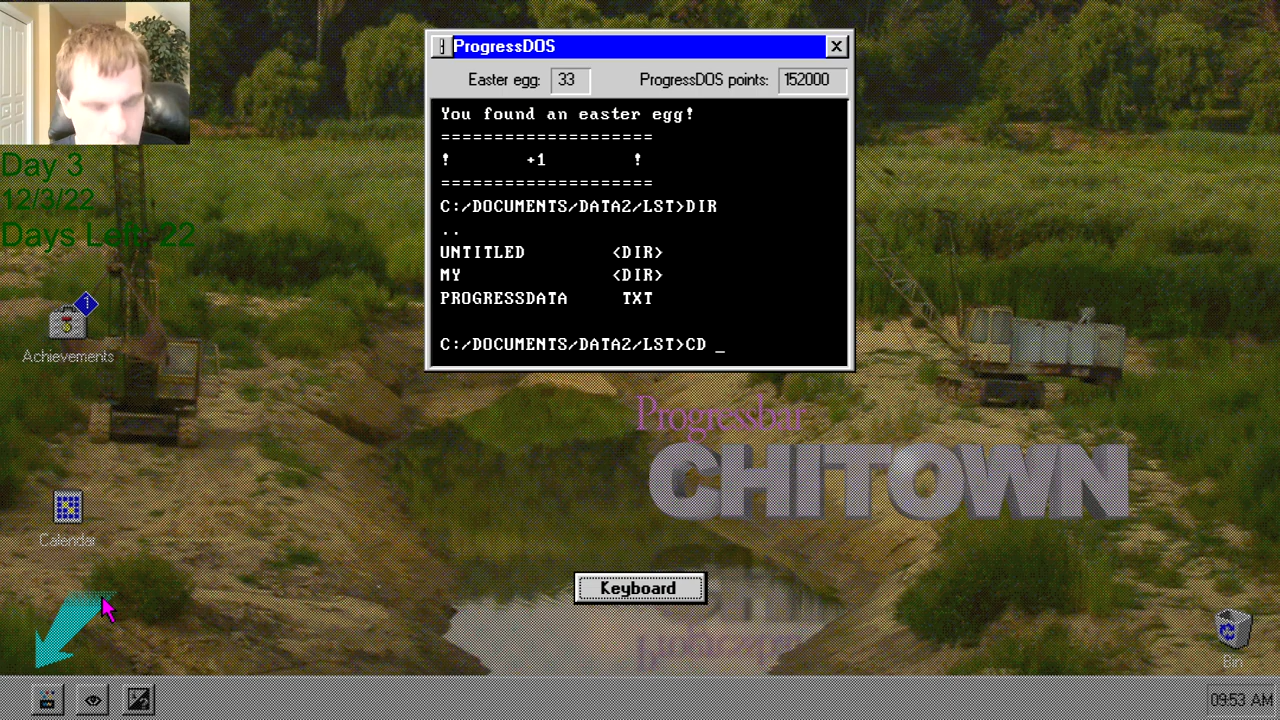 ProgressDOS
Easter egg: 33 ProgressDOS points: 152000
You found an easter egg!
====================
! +1 !
====================
C:/DOCUMENTS/DATA2/LST>DIR
..
UNTITLED <DIR>
MY <DIR>
PROGRESSDATA TXT
C:/DOCUMENTS/DATA2/LST>CD _
Day 3
12/3/22
Days Left: 22
1
Achievements
Progressbar
CHITOWN
Calendar
Keyboard
Bin
09:53 AM